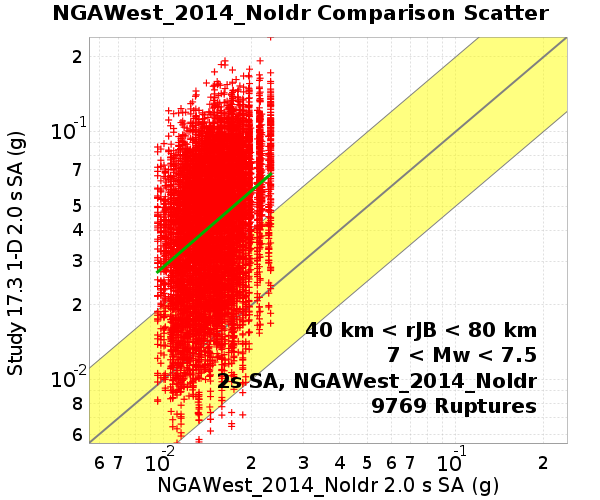 NGAWest_2014_NoIdr Comparison Scatter
Study 17.3 1-D 2.0 s SA (g)
2
10-1
7
5
4
3
2
10-2
8
6
40 km < rJB < 80 km
7 < Mw < 7.5
2s SA, NGAWest_2014_NoIdr
9769 Ruptures
6 7 10-2 2 3 4 5 6 7 10-1 2
NGAWest_2014_NoIdr 2.0 s SA (g)